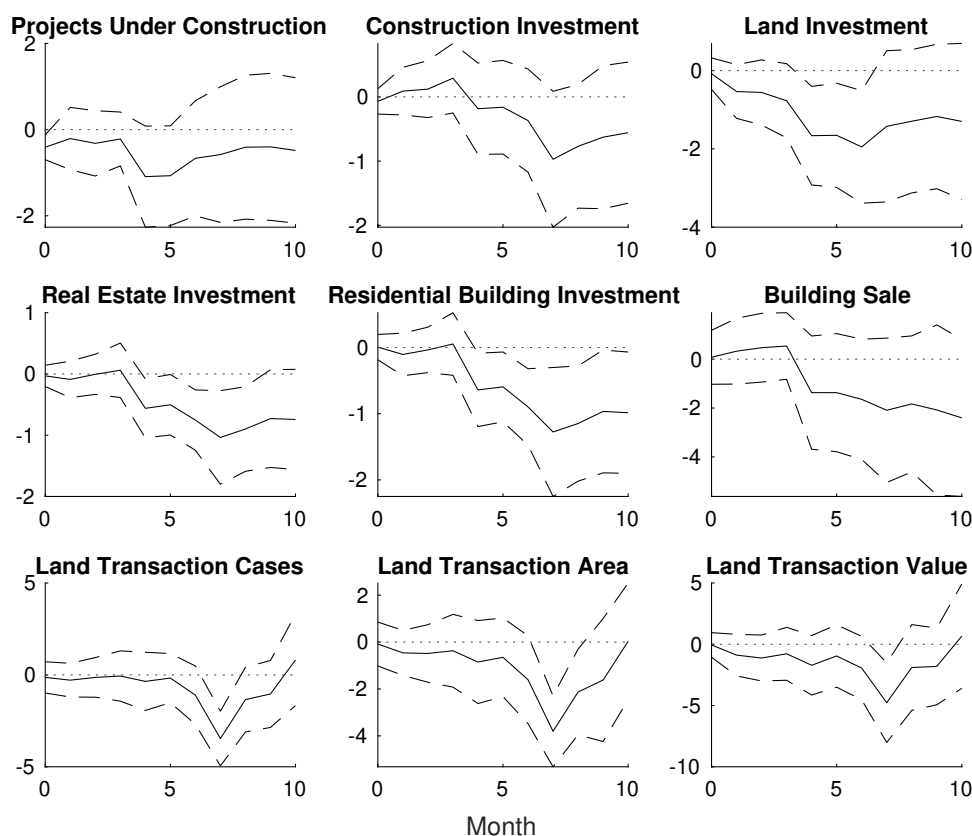 Projects Under Construction Construction Investment Land Investment
2
0
-2
0 5 10
0
-1
-2
0 5 10
0
-2
-4
0 5 10
Real Estate Investment Residential Building Investment Building Sale
1
0
-1
-2
0 5 10
0
-1
-2
0 5 10
0
-2
-4
0 5 10
Land Transaction Cases Land Transaction Area Land Transaction Value
5
0
-5
0 5 10
2
0
-2
-4
0 5 10
5
0
-5
-10
0 5 10
Month